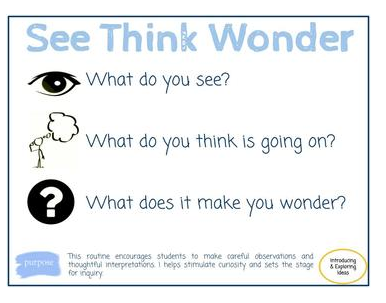 See Think Wonder
What do you see?
What do you think is going on?
?
What does it make you wonder?
purpose
This routine encourages students to make careful observations and
thoughtful interpretations. I helps stimulate curiosity and sets the stage
for inquiry.
Introducing
& Exploring
Ideas